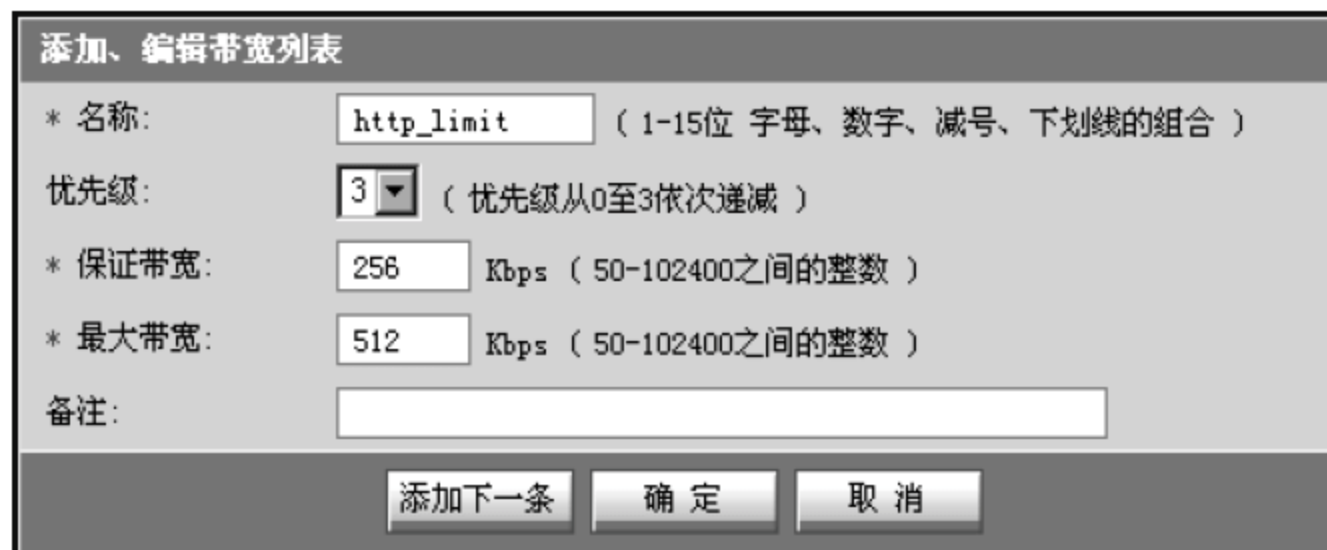 添加、编辑带宽列表
* 名称: http_limit ( 1-15位 字母、数字、减号、下划线的组合 )
优先级: 3 ( 优先级从0至3依次递减 )
* 保证带宽: 256 Kbps ( 50-102400之间的整数 )
* 最大带宽: 512 Kbps ( 50-102400之间的整数 )
备注:
添加下一条 确 定 取 消